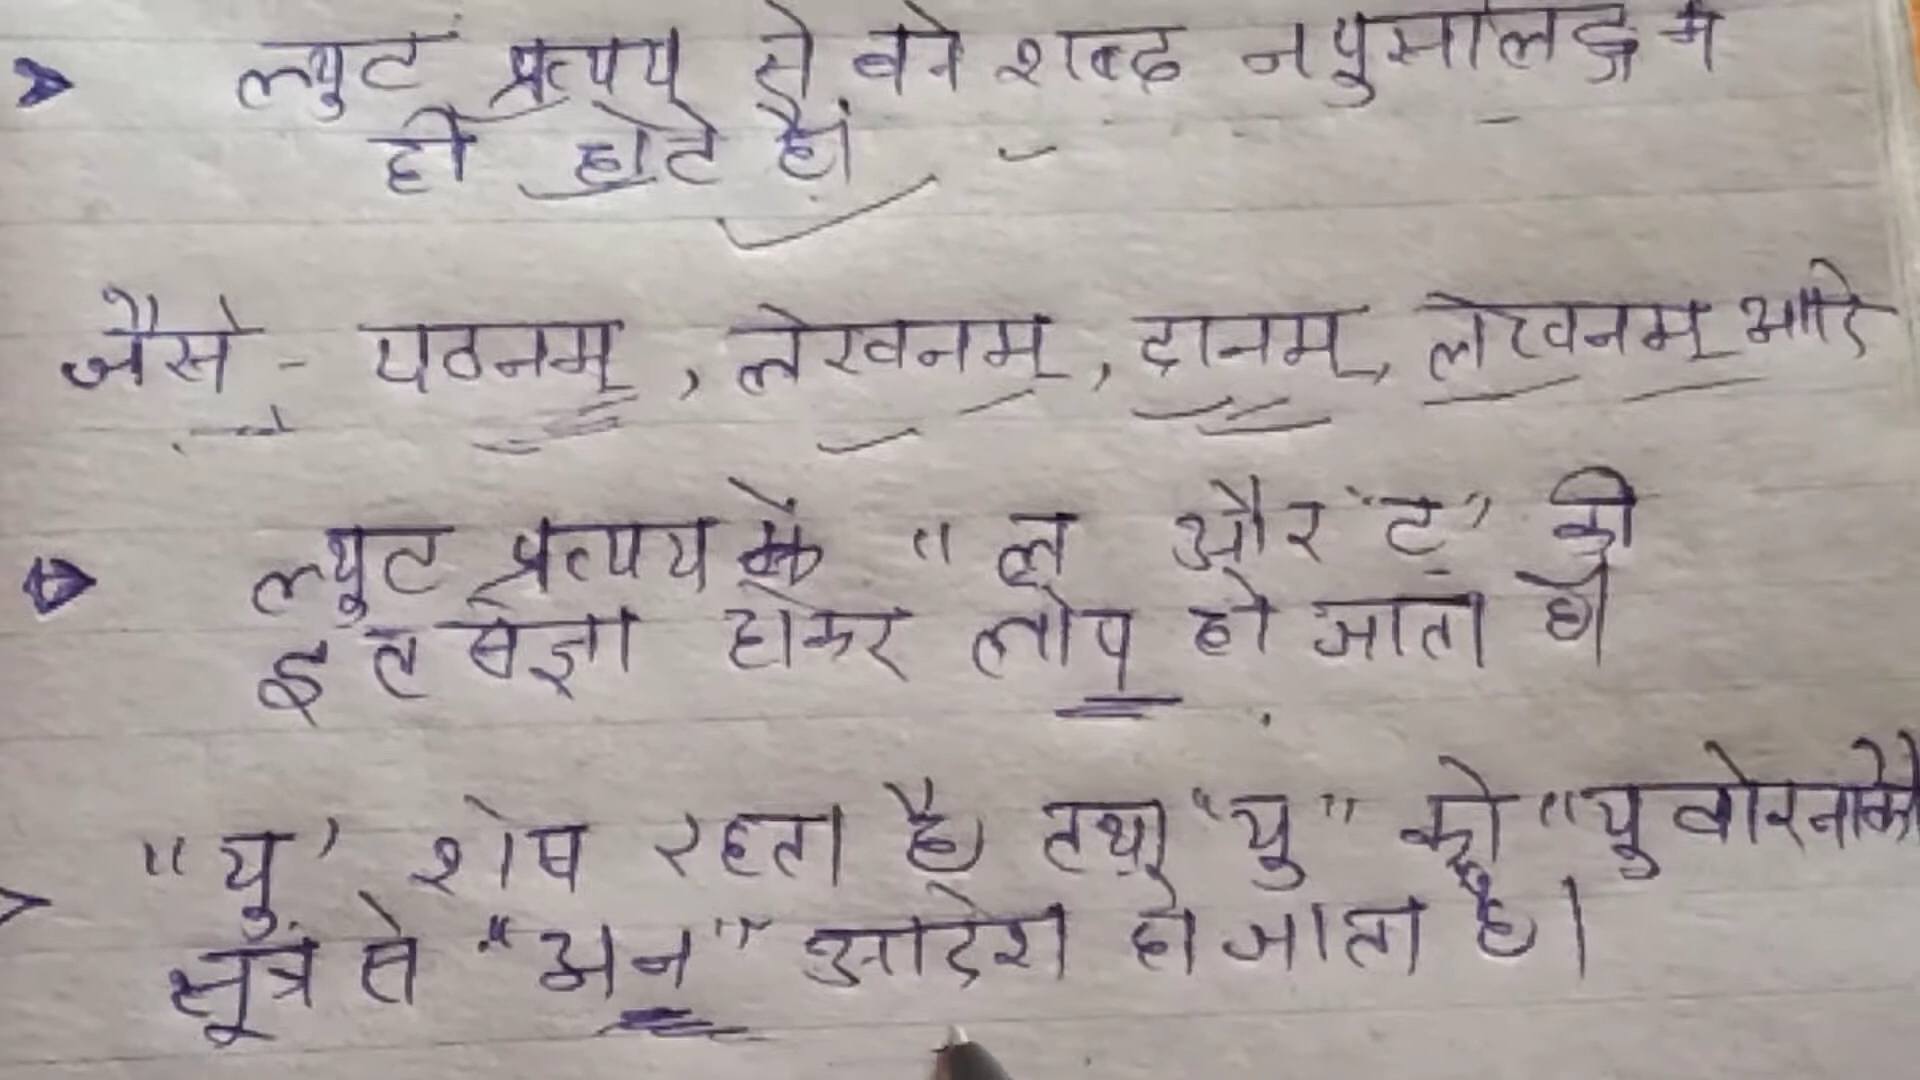 ल्युट प्रत्यय से बने शब्द नपुसालिङ्ग मे
ही होते है।
जैसे - पठनम्, लेखनम्, दानम्, लेखनम् आदि
ल्युट प्रत्यय के "ल और "ट्" की
इत संज्ञा होकर लोप हो जाता है।
"यु' शेष रहता है। तथा "यु" को "युवोरनाकौ
सूत्र से "अन" आदेश हो जाता है।